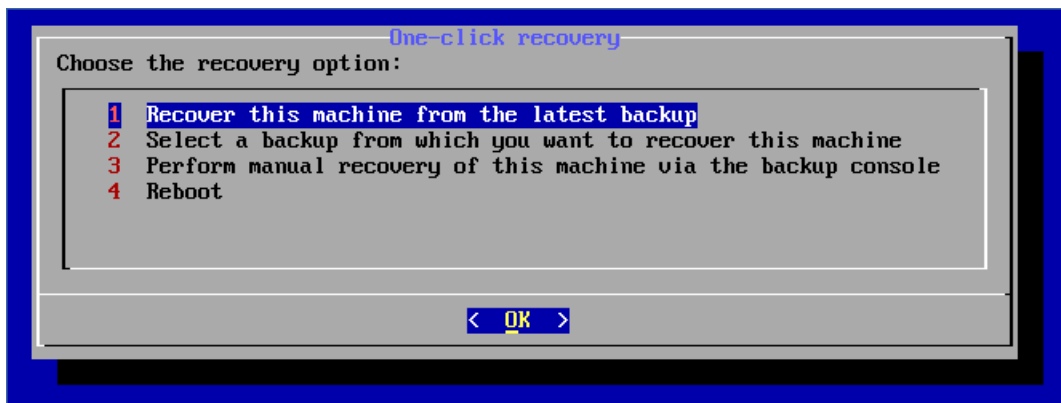 One-click recovery
Choose the recovery option:
1 Recover this machine from the latest backup
2 Select a backup from which you want to recover this machine
3 Perform manual recovery of this machine via the backup console
4 Reboot
< OK >